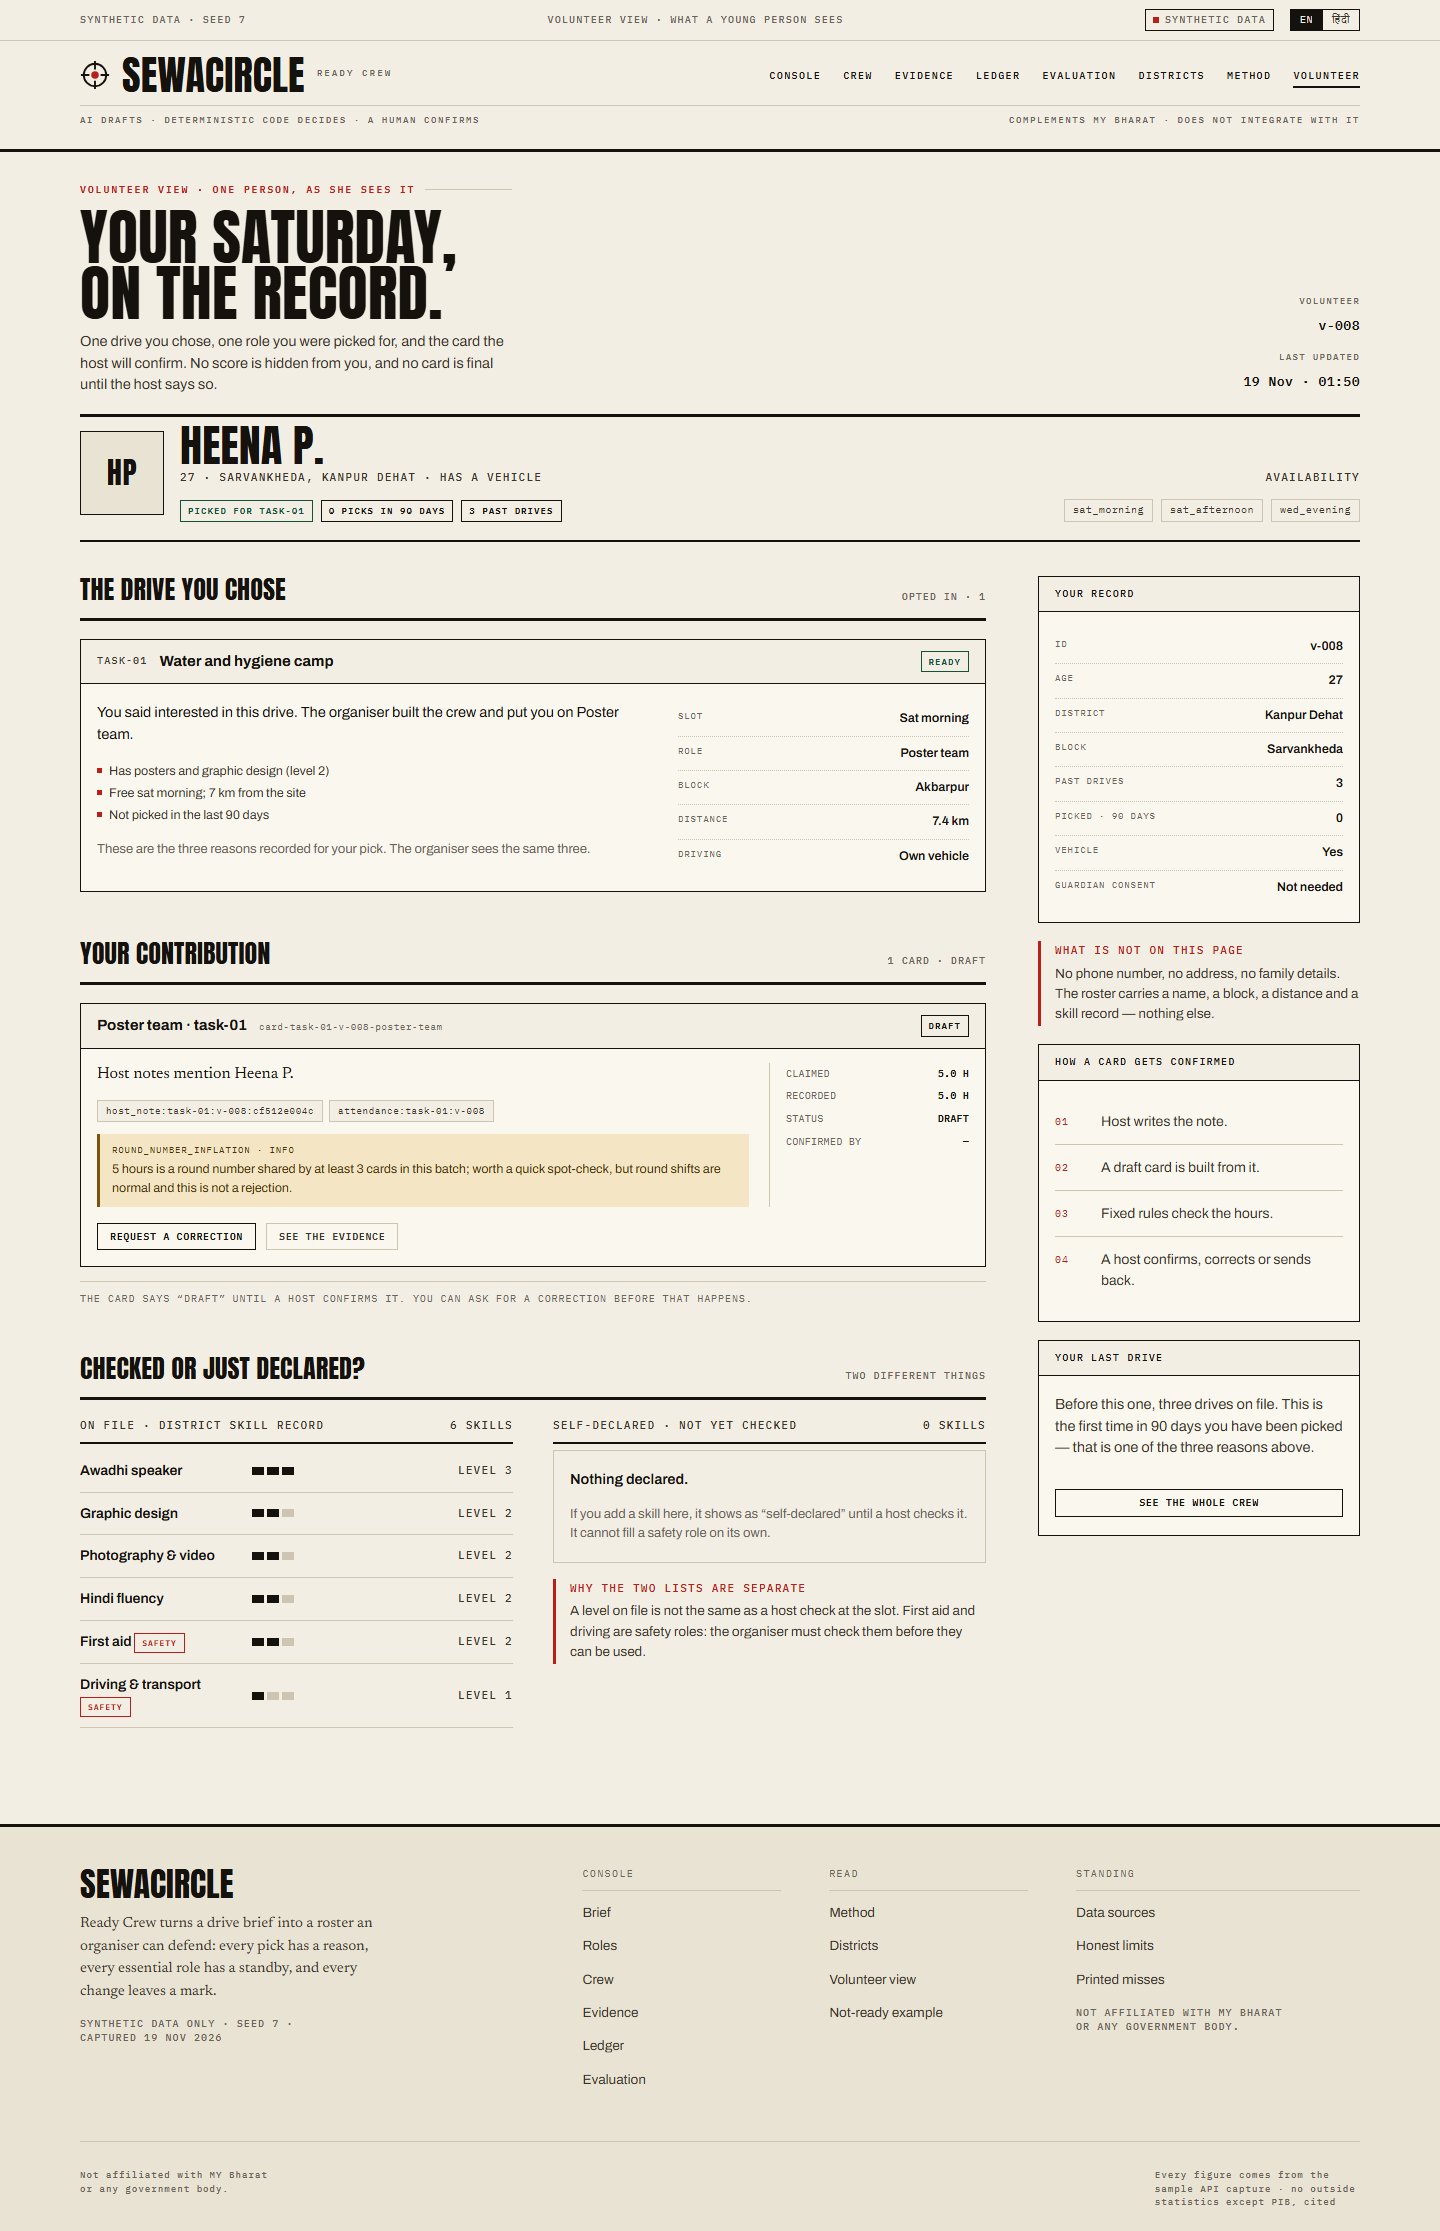 SYNTHETIC DATA · SEED 7
VOLUNTEER VIEW · WHAT A YOUNG PERSON SEES
SYNTHETIC DATA
EN
हिंदी
SEWACIRCLE
READY CREW
CONSOLE
CREW
EVIDENCE
LEDGER
EVALUATION
DISTRICTS
METHOD
VOLUNTEER
AI DRAFTS · DETERMINISTIC CODE DECIDES · A HUMAN CONFIRMS
COMPLEMENTS MY BHARAT · DOES NOT INTEGRATE WITH IT
VOLUNTEER VIEW · ONE PERSON, AS SHE SEES IT
YOUR SATURDAY,
ON THE RECORD.
One drive you chose, one role you were picked for, and the card the
host will confirm. No score is hidden from you, and no card is final
until the host says so.
VOLUNTEER
v-008
LAST UPDATED
19 Nov · 01:50
HP
HEENA P.
27 · SARVANKHEDA, KANPUR DEHAT · HAS A VEHICLE
PICKED FOR TASK-01
0 PICKS IN 90 DAYS
3 PAST DRIVES
AVAILABILITY
sat_morning
sat_afternoon
wed_evening
THE DRIVE YOU CHOSE
OPTED IN · 1
TASK-01
Water and hygiene camp
READY
You said interested in this drive. The organiser built the crew and put you on Poster
team.
Has posters and graphic design (level 2)
Free sat morning; 7 km from the site
Not picked in the last 90 days
These are the three reasons recorded for your pick. The organiser sees the same three.
SLOT
Sat morning
ROLE
Poster team
BLOCK
Akbarpur
DISTANCE
7.4 km
DRIVING
Own vehicle
YOUR CONTRIBUTION
1 CARD · DRAFT
Poster team · task-01
card-task-01-v-008-poster-team
DRAFT
Host notes mention Heena P.
host_note:task-01:v-008:cf512e004c
attendance:task-01:v-008
ROUND_NUMBER_INFLATION · INFO
5 hours is a round number shared by at least 3 cards in this batch; worth a quick spot-check, but round shifts are
normal and this is not a rejection.
CLAIMED
5.0 H
RECORDED
5.0 H
STATUS
DRAFT
CONFIRMED BY
—
REQUEST A CORRECTION
SEE THE EVIDENCE
THE CARD SAYS “DRAFT” UNTIL A HOST CONFIRMS IT. YOU CAN ASK FOR A CORRECTION BEFORE THAT HAPPENS.
CHECKED OR JUST DECLARED?
TWO DIFFERENT THINGS
ON FILE · DISTRICT SKILL RECORD
6 SKILLS
Awadhi speaker
LEVEL 3
Graphic design
LEVEL 2
Photography & video
LEVEL 2
Hindi fluency
LEVEL 2
First aid
SAFETY
LEVEL 2
Driving & transport
SAFETY
LEVEL 1
SELF-DECLARED · NOT YET CHECKED
0 SKILLS
Nothing declared.
If you add a skill here, it shows as “self-declared” until a host checks it.
It cannot fill a safety role on its own.
WHY THE TWO LISTS ARE SEPARATE
A level on file is not the same as a host check at the slot. First aid and
driving are safety roles: the organiser must check them before they
can be used.
YOUR RECORD
ID
v-008
AGE
27
DISTRICT
Kanpur Dehat
BLOCK
Sarvankheda
PAST DRIVES
3
PICKED · 90 DAYS
0
VEHICLE
Yes
GUARDIAN CONSENT
Not needed
WHAT IS NOT ON THIS PAGE
No phone number, no address, no family details.
The roster carries a name, a block, a distance and a
skill record — nothing else.
HOW A CARD GETS CONFIRMED
01
Host writes the note.
02
A draft card is built from it.
03
Fixed rules check the hours.
04
A host confirms, corrects or sends
back.
YOUR LAST DRIVE
Before this one, three drives on file. This is
the first time in 90 days you have been picked
— that is one of the three reasons above.
SEE THE WHOLE CREW
SEWACIRCLE
Ready Crew turns a drive brief into a roster an
organiser can defend: every pick has a reason,
every essential role has a standby, and every
change leaves a mark.
SYNTHETIC DATA ONLY · SEED 7 ·
CAPTURED 19 NOV 2026
CONSOLE
Brief
Roles
Crew
Evidence
Ledger
Evaluation
READ
Method
Districts
Volunteer view
Not-ready example
STANDING
Data sources
Honest limits
Printed misses
NOT AFFILIATED WITH MY BHARAT
OR ANY GOVERNMENT BODY.
Not affiliated with MY Bharat
or any government body.
Every figure comes from the
sample API capture · no outside
statistics except PIB, cited